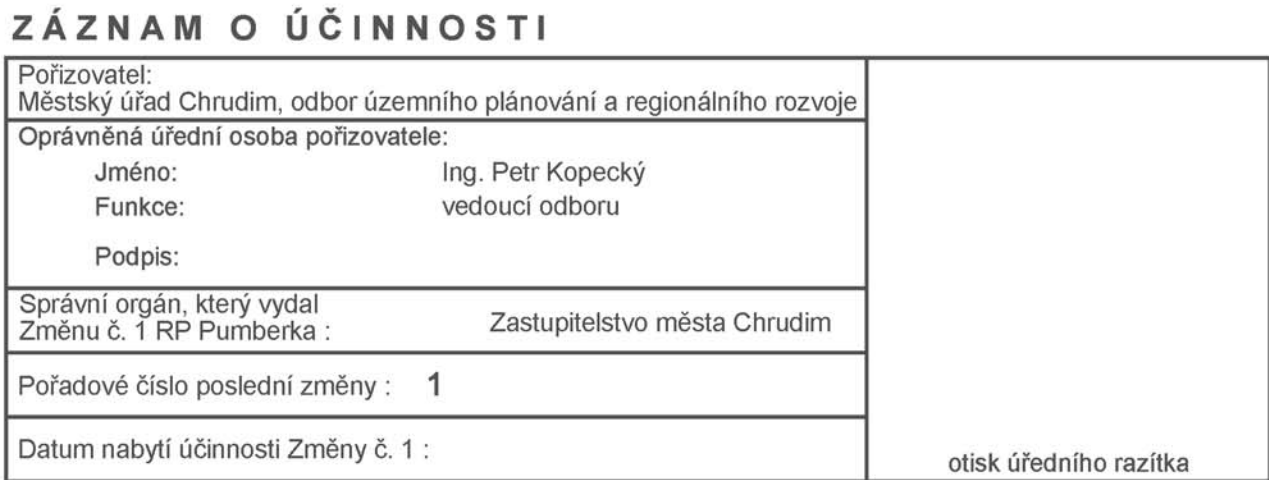 ZÁZNAM O ÚČINNOSTI
Pořizovatel:
Městský úřad Chrudim, odbor územního plánování a regionálního rozvoje
Oprávněná úřední osoba pořizovatele:
Jméno: Ing. Petr Kopecký
Funkce: vedoucí odboru
Podpis:
Správní orgán, který vydal
Změnu č. 1 RP Pumberka : Zastupitelstvo města Chrudim
Pořadové číslo poslední změny : 1
Datum nabytí účinnosti Změny č. 1 :
otisk úředního razítka